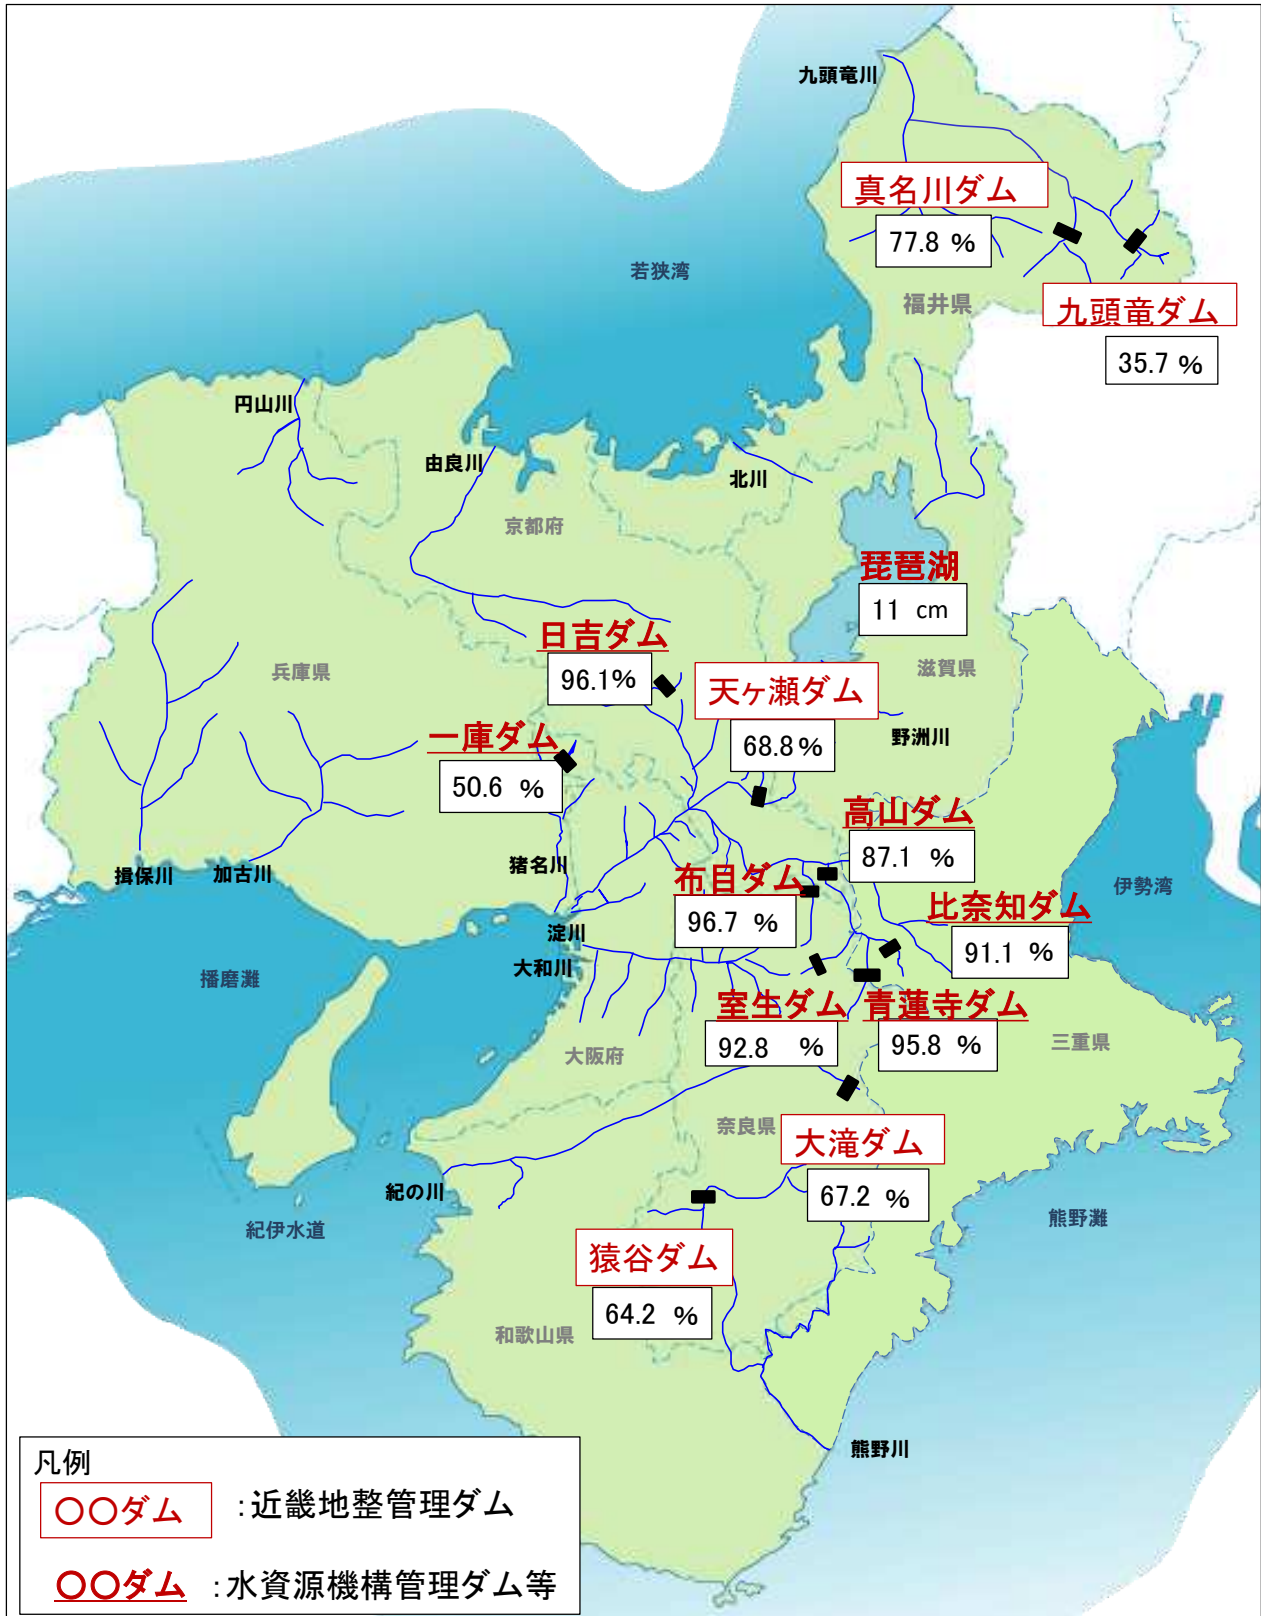 九頭竜川
真名川ダム
77.8 %
若狭湾
福井県
九頭竜ダム
35.7 %
円山川
由良川
北川
京都府
琵琶湖
11 cm
日吉ダム
96.1%
兵庫県
滋賀県
天ヶ瀬ダム
68.8%
野洲川
一庫ダム
50.6 %
高山ダム
87.1 %
猪名川
揖保川
加古川
布目ダム
96.7 %
伊勢湾
比奈知ダム
91.1 %
淀川
大和川
播磨灘
室生ダム
92.8 %
青蓮寺ダム
95.8 %
大阪府
三重県
奈良県
大滝ダム
67.2 %
紀の川
紀伊水道
熊野灘
猿谷ダム
64.2 %
和歌山県
熊野川
凡例
〇〇ダム :近畿地整管理ダム
〇〇ダム :水資源機構管理ダム等